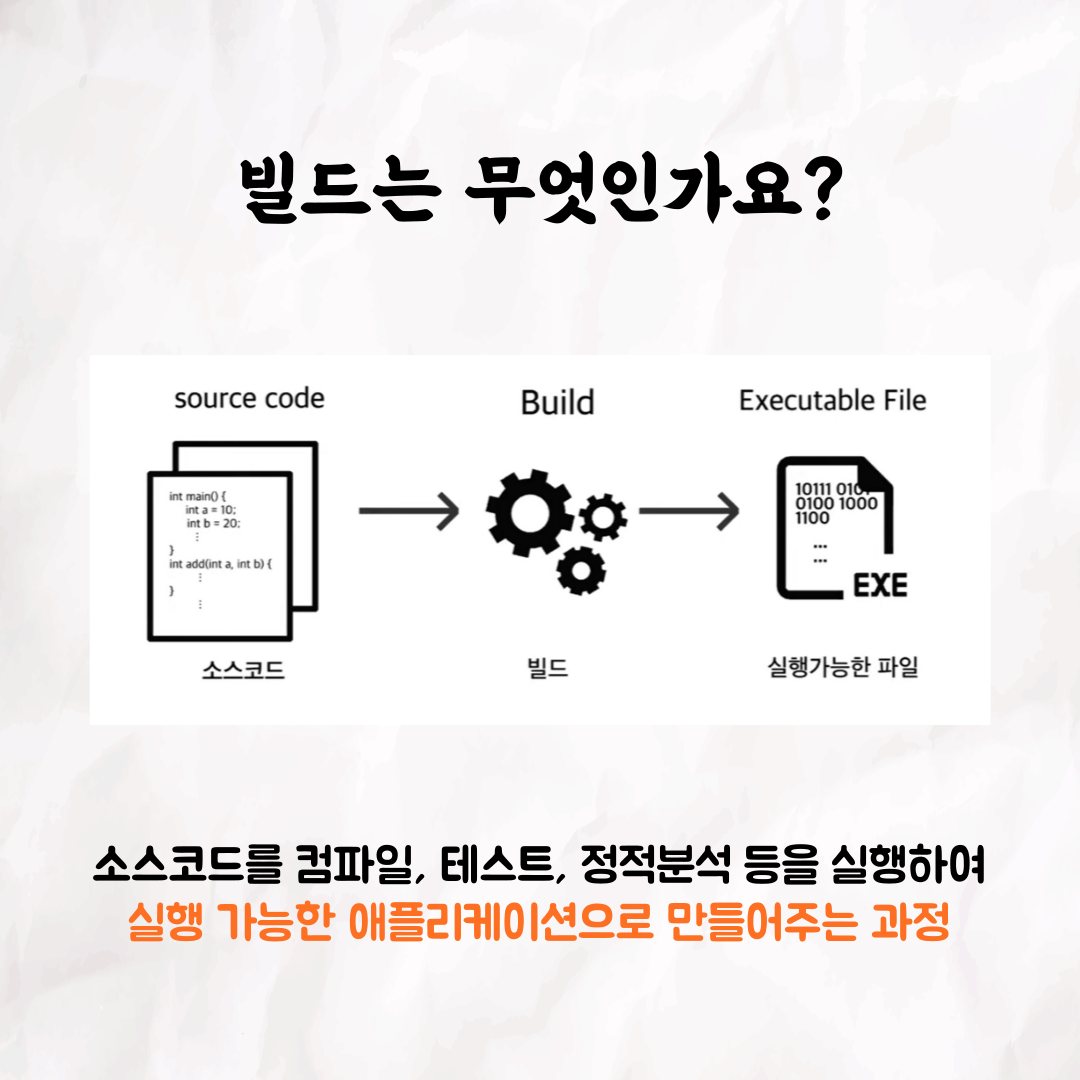 빌드는 무엇인가요?
source code
Build
Executable File
int main() {
int a = 10;
int b = 20;
⋮
}
int add(int a, int b) {
⋮
}
⋮
10111 0101
0100 1000
1100
...
...
EXE
소스코드
빌드
실행가능한 파일
소스코드를 컴파일, 테스트, 정적분석 등을 실행하여
실행 가능한 애플리케이션으로 만들어주는 과정